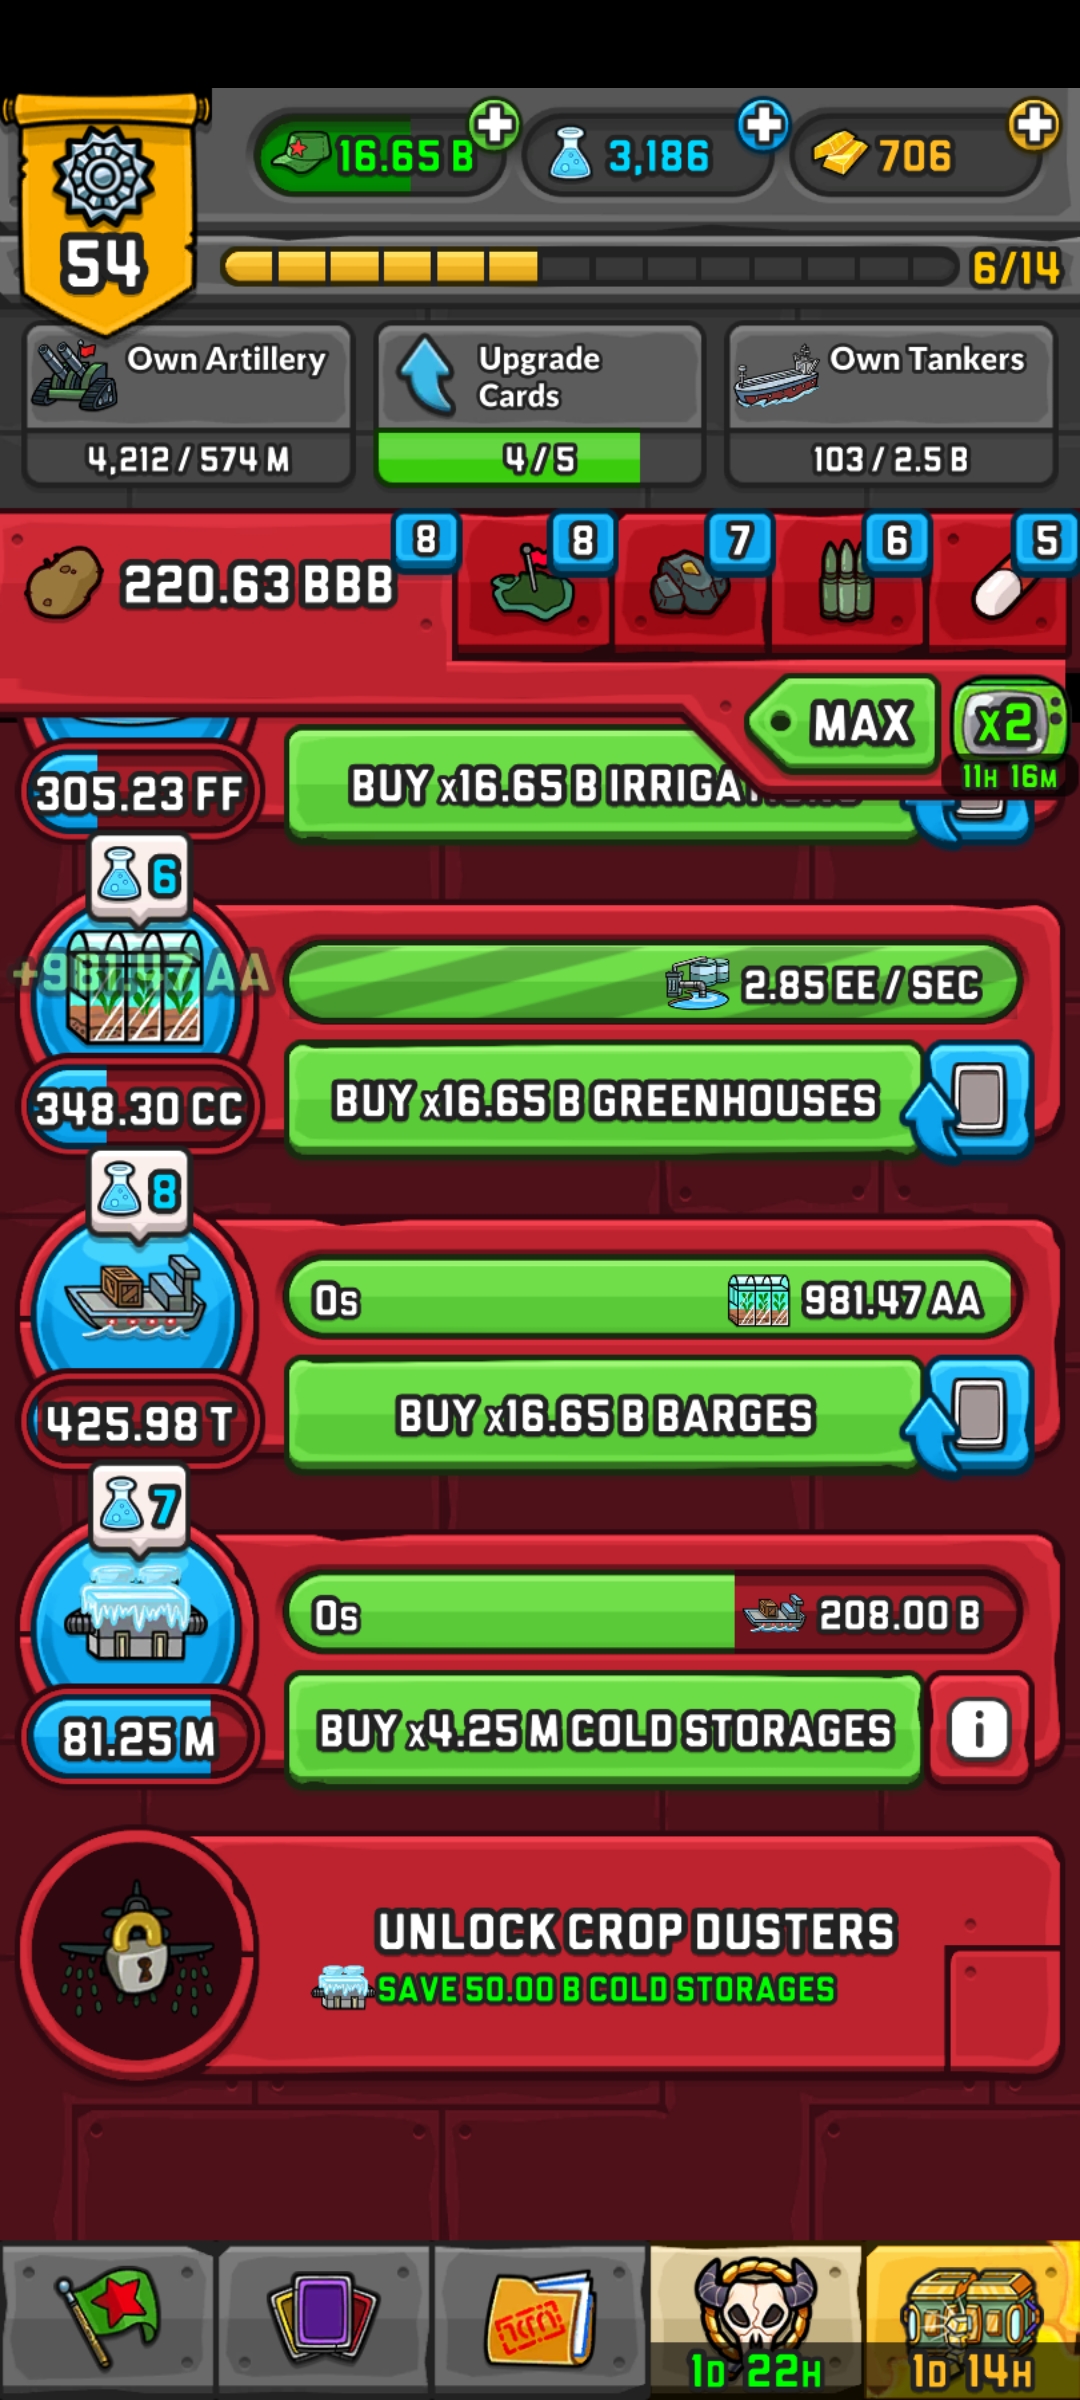 54
16.65 B
3,186
706
6/14
Own Artillery
4,212 / 574 M
Upgrade
Cards
4 / 5
Own Tankers
103 / 2.5 B
220.63 BBB
8
8
7
6
5
MAX
x2
11H 16M
305.23 FF
BUY x16.65 B
6
+981.47 AA
2.85 EE / SEC
348.30 CC
BUY x16.65 B GREENHOUSES
8
0s
981.47 AA
425.98 T
BUY x16.65 B BARGES
7
0s
208.00 B
81.25 M
BUY x4.25 M COLD STORAGES
i
UNLOCK CROP DUSTERS
SAVE 50.00 B COLD STORAGES
1D 22H
1D 14H